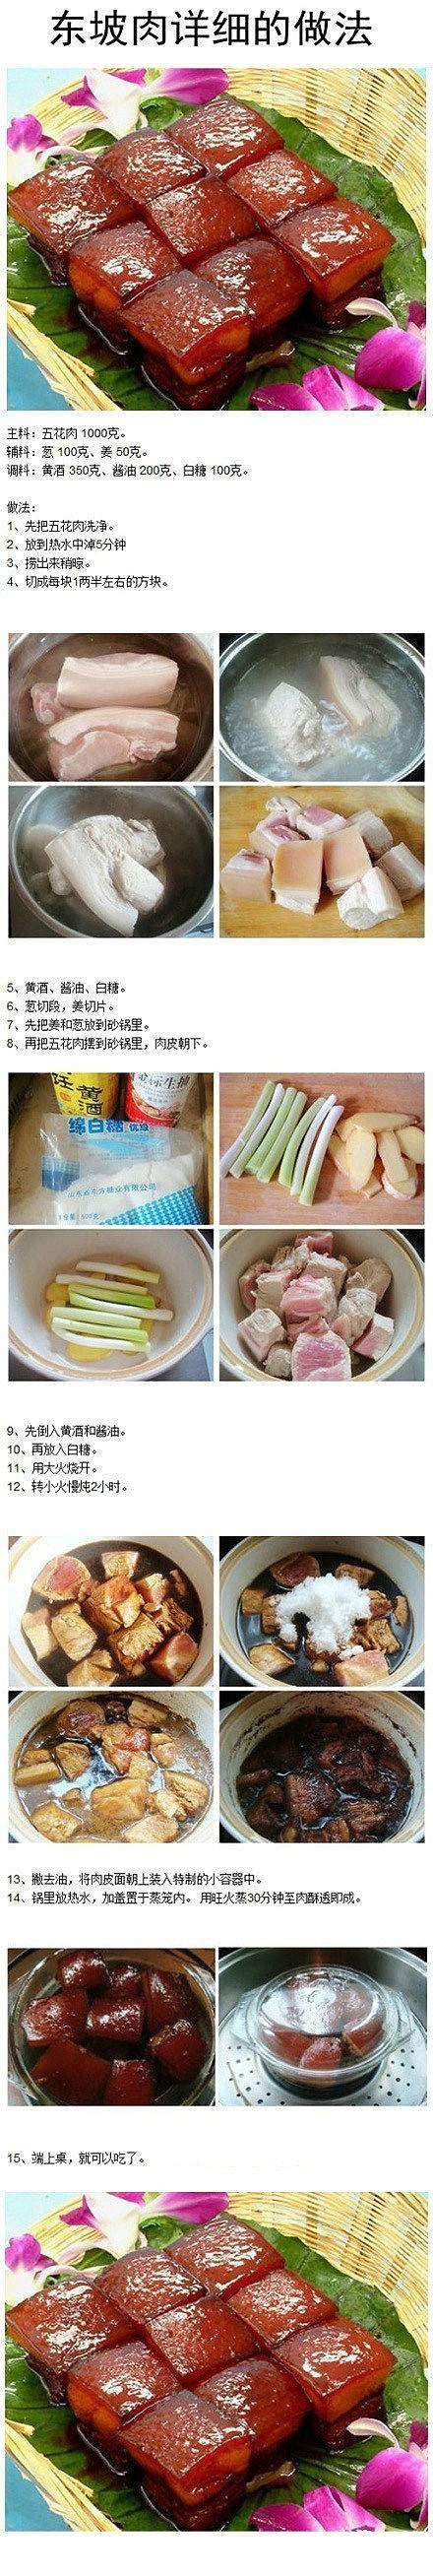 东坡肉详细的做法
主料：五花肉 1000克。
辅料：葱 100克、姜 50克。
调料：黄酒 350克、酱油 200克、白糖 100克。
做法：
1、先把五花肉洗净。
2、放到热水中淖5分钟
3、捞出来稍晾。
4、切成每块1两半左右的方块。
5、黄酒、酱油、白糖。
6、葱切段，姜切片。
7、先把姜和葱放到砂锅里。
8、再把五花肉摆到砂锅里，肉皮朝下。
黄酒
标生抽
绵白糖 优级
9、先倒入黄酒和酱油。
10、再放入白糖。
11、用大火烧开。
12、转小火慢炖2小时。
13、撇去油，将肉皮面朝上装入特制的小容器中。
14、锅里放热水，加盖置于蒸笼内。 用旺火蒸30分钟至肉酥透即成。
15、端上桌，就可以吃了。